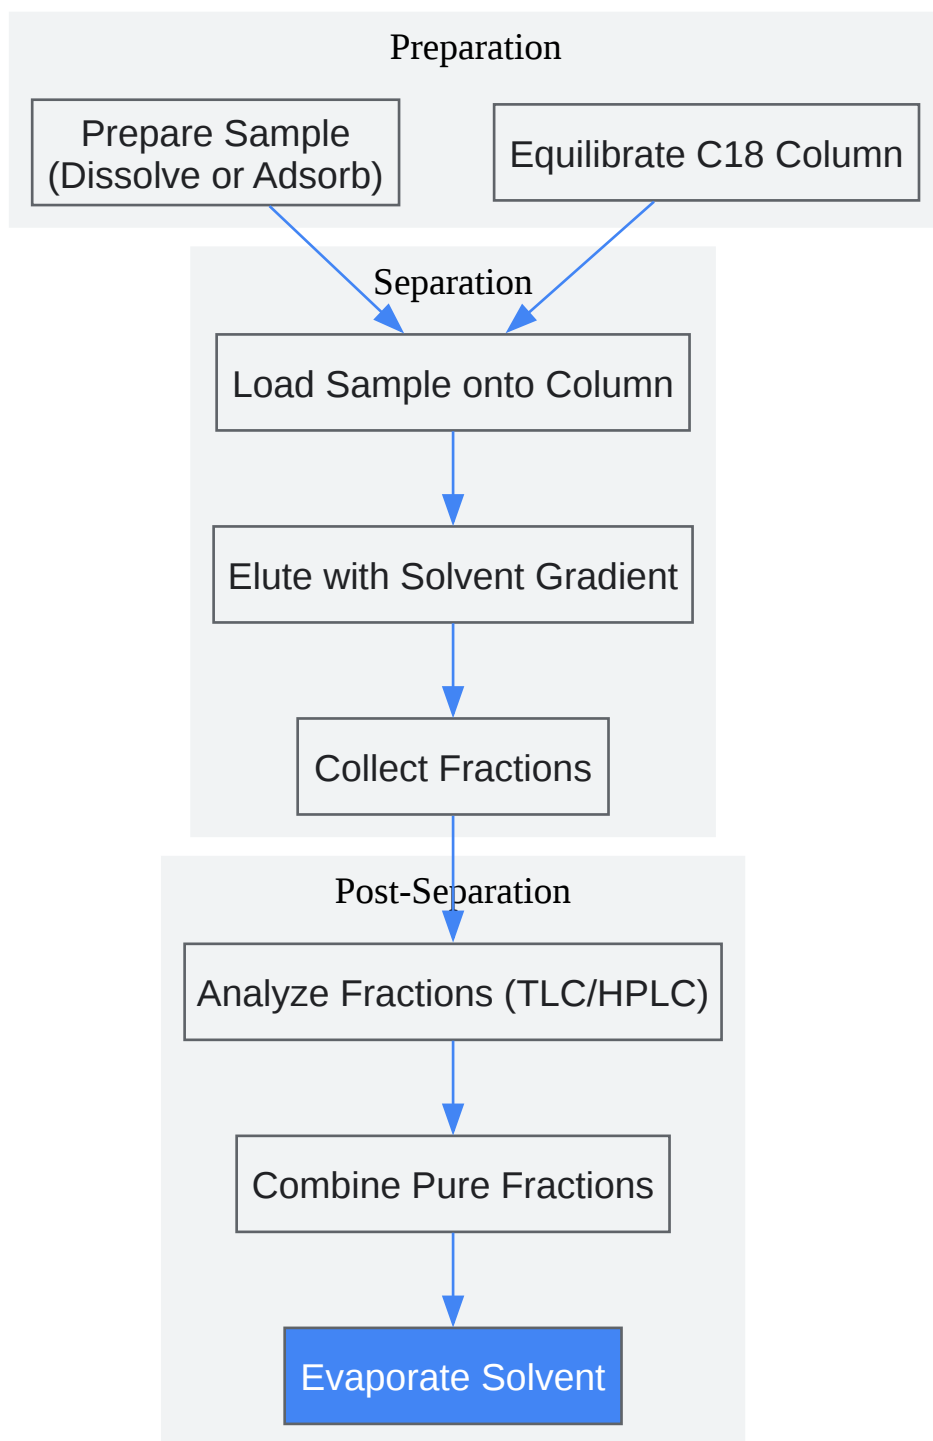 Preparation
Prepare Sample
(Dissolve or Adsorb)
Equilibrate C18 Column
Separation
Load Sample onto Column
Elute with Solvent Gradient
Collect Fractions
Post-Separation
Analyze Fractions (TLC/HPLC)
Combine Pure Fractions
Evaporate Solvent